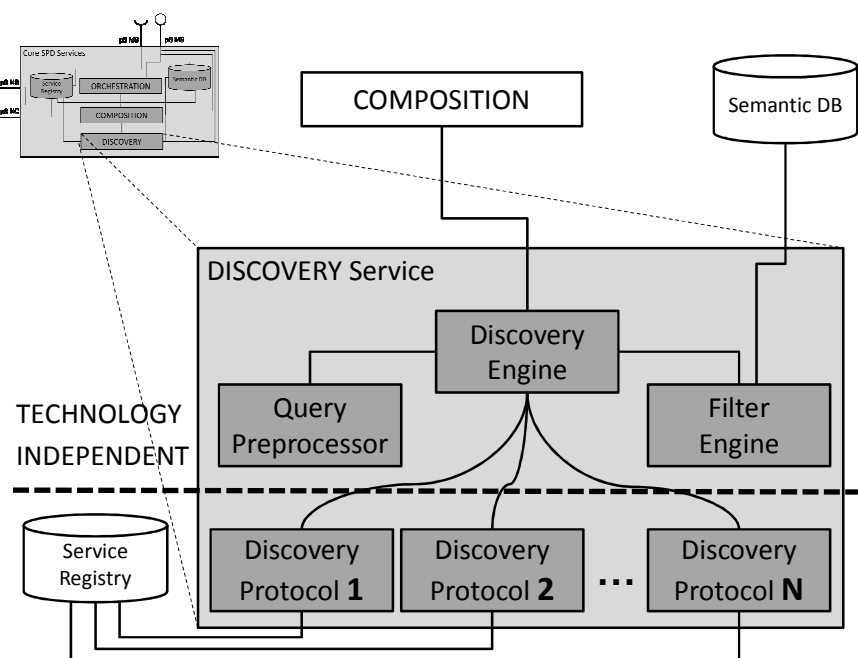 Core SPD Services
Service
Registry
ORCHESTRATION
Semantic DB
COMPOSITION
DISCOVERY
COMPOSITION
Semantic DB
DISCOVERY Service
Discovery
Engine
Query
Preprocessor
Filter
Engine
TECHNOLOGY
INDEPENDENT
Service
Registry
Discovery
Protocol 1
Discovery
Protocol 2
...
Discovery
Protocol N